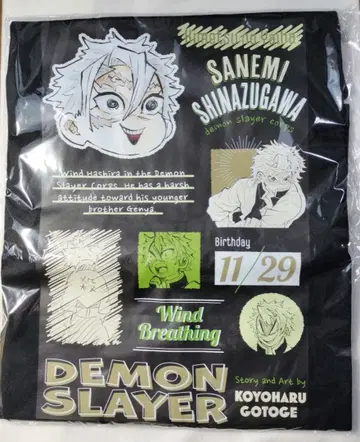 SANEMI
SHINAZUGAWA
demon slayer corps
Wind Hashira in the Demon
Slayer Corps. He has a harsh
attitude toward his younger
brother Genya.
Birthday
11/29
Wind
Breathing
DEMON
SLAYER
Story and Art by
KOYOHARU
GOTOGE